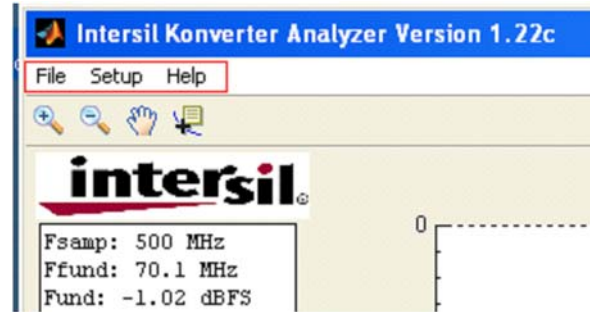 Intersil Konverter Analyzer Version 1.22c
File Setup Help
intersil
0
Fsamp: 500 MHz
Ffund: 70.1 MHz
Fund: -1.02 dBFS